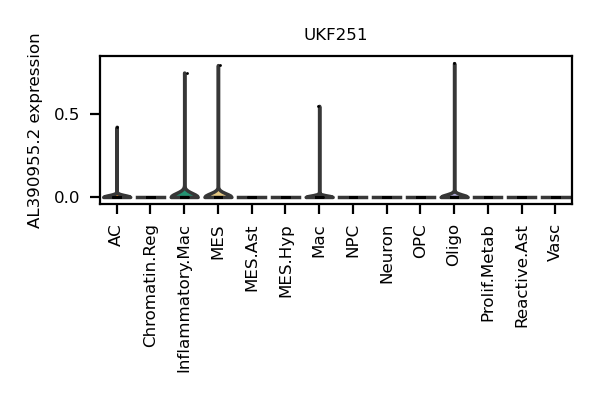 UKF251
AL390955.2 expression
0.5
0.0
AC
Chromatin.Reg
Inflammatory.Mac
MES
MES.Ast
MES.Hyp
Mac
NPC
Neuron
OPC
Oligo
Prolif.Metab
Reactive.Ast
Vasc